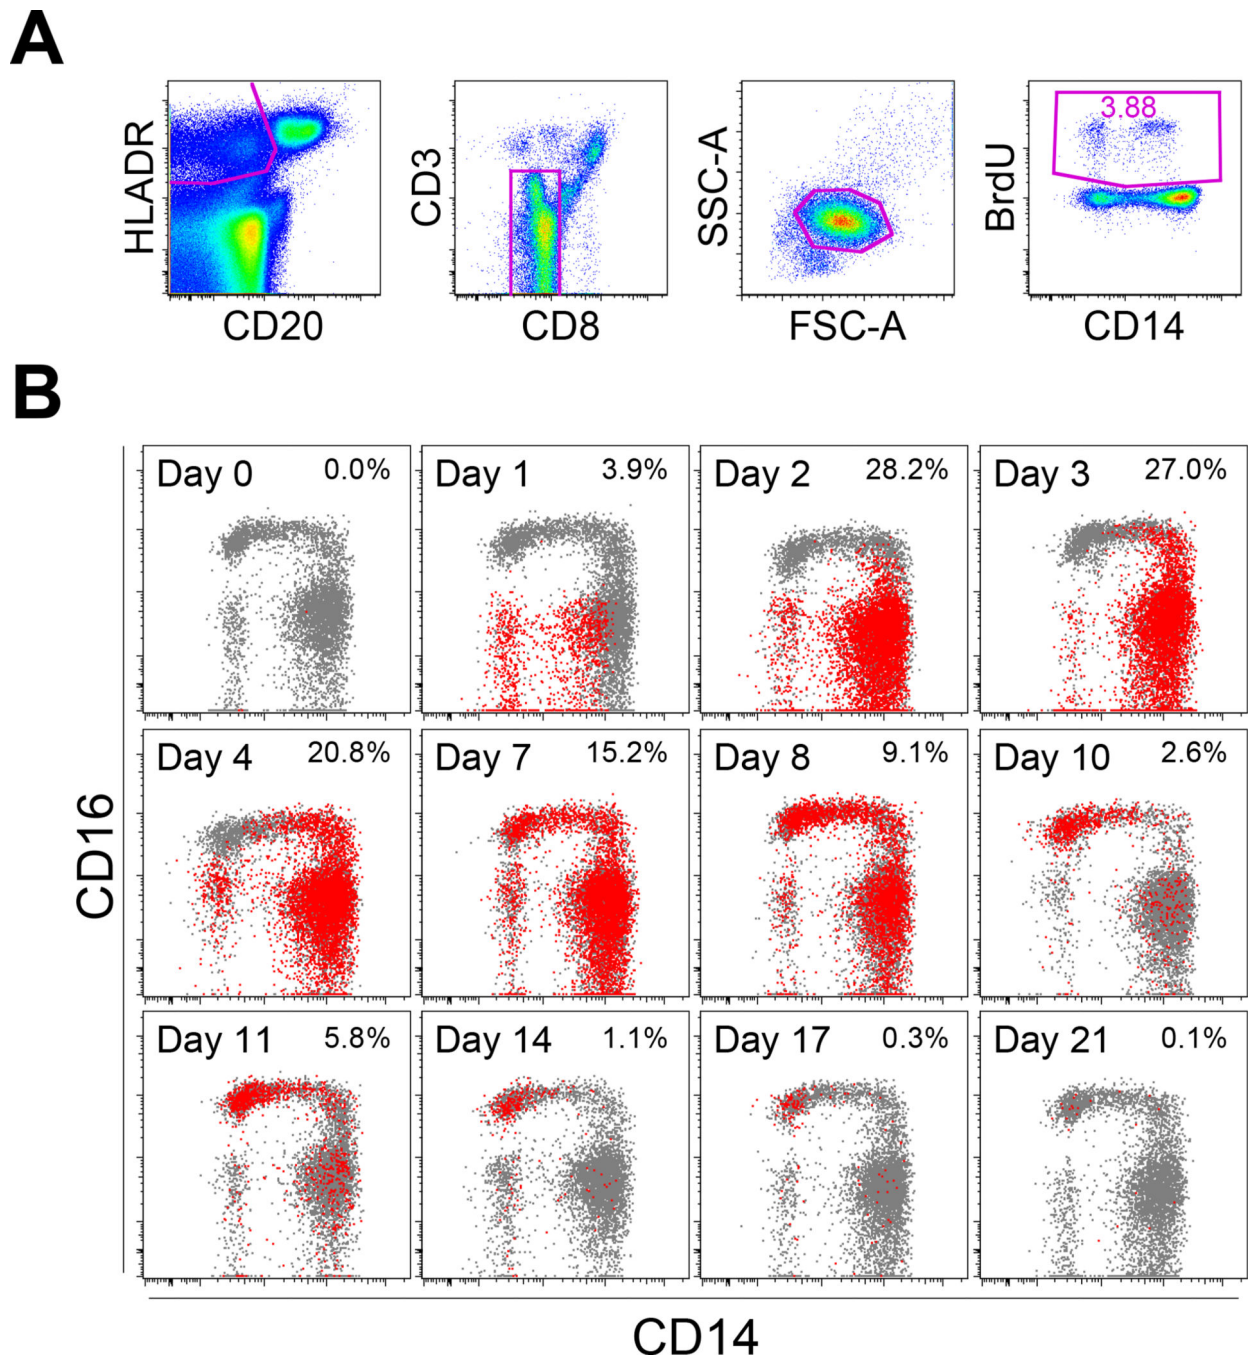 A
HLADR
CD20
CD3
CD8
SSC-A
FSC-A
3.88
BrdU
CD14
B
Day 0 0.0%
Day 1 3.9%
Day 2 28.2%
Day 3 27.0%
Day 4 20.8%
Day 7 15.2%
Day 8 9.1%
Day 10 2.6%
Day 11 5.8%
Day 14 1.1%
Day 17 0.3%
Day 21 0.1%
CD16
CD14